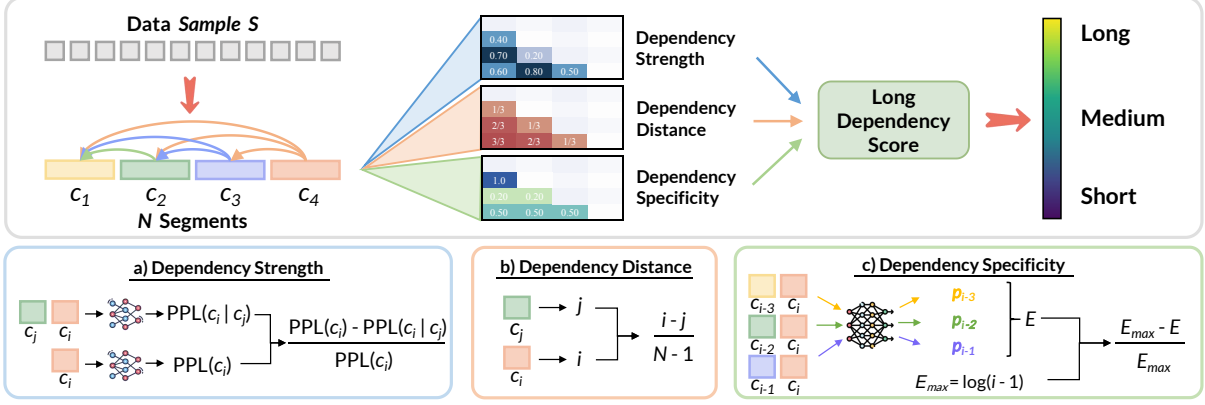 Data Sample S
C1 C2 C3 C4
N Segments
0.40
0.70 0.20
0.60 0.80 0.50
Dependency
Strength
1/3
2/3 1/3
3/3 2/3 1/3
Dependency
Distance
1.0
0.20 0.20
0.50 0.50 0.50
Dependency
Specificity
Long
Dependency
Score
Long
Medium
Short
a) Dependency Strength
cj ci
PPL(ci | cj)
ci
PPL(ci)
PPL(ci) - PPL(ci | cj)
PPL(ci)
b) Dependency Distance
cj
j
ci
i
i - j
N - 1
c) Dependency Specificity
ci-3 ci
pi-3
ci-2 ci
pi-2
ci-1 ci
pi-1
E
Emax = log(i - 1)
Emax - E
Emax